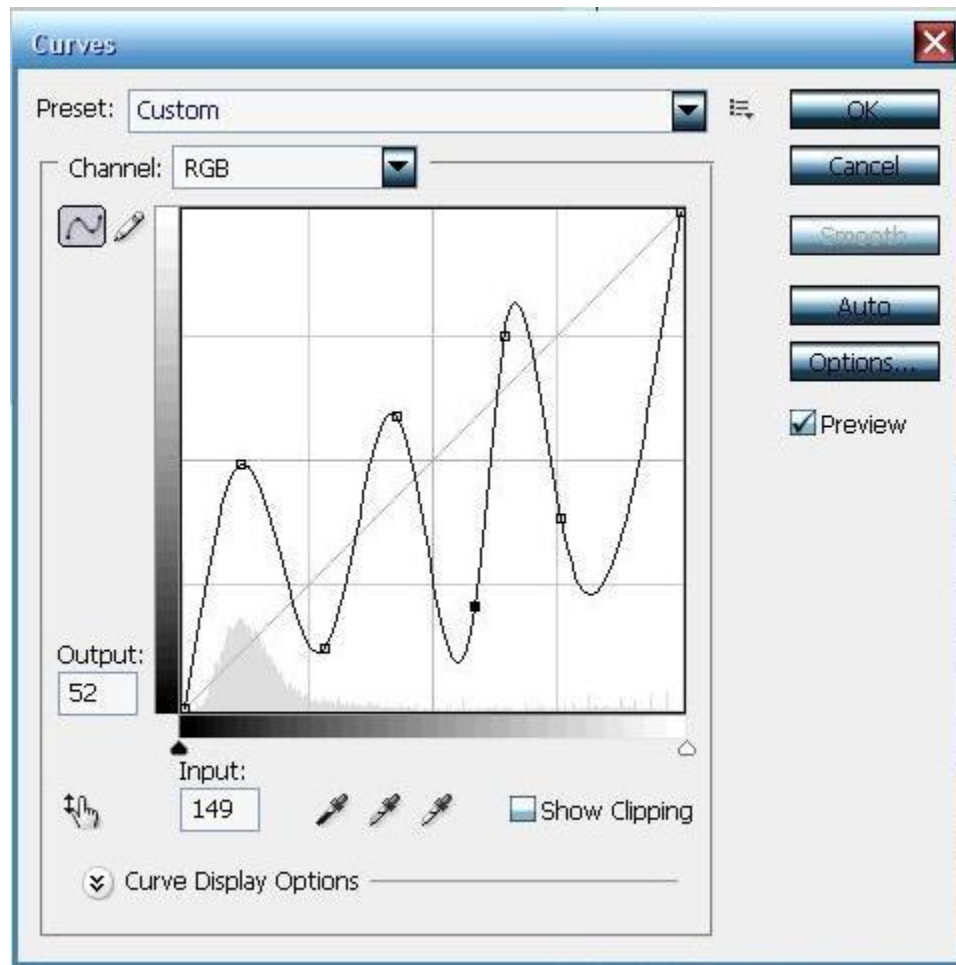 Curves
Preset: Custom
OK
Channel: RGB
Cancel
Smooth
Auto
Options...
Preview
Output:
52
Input:
149
Show Clipping
Curve Display Options